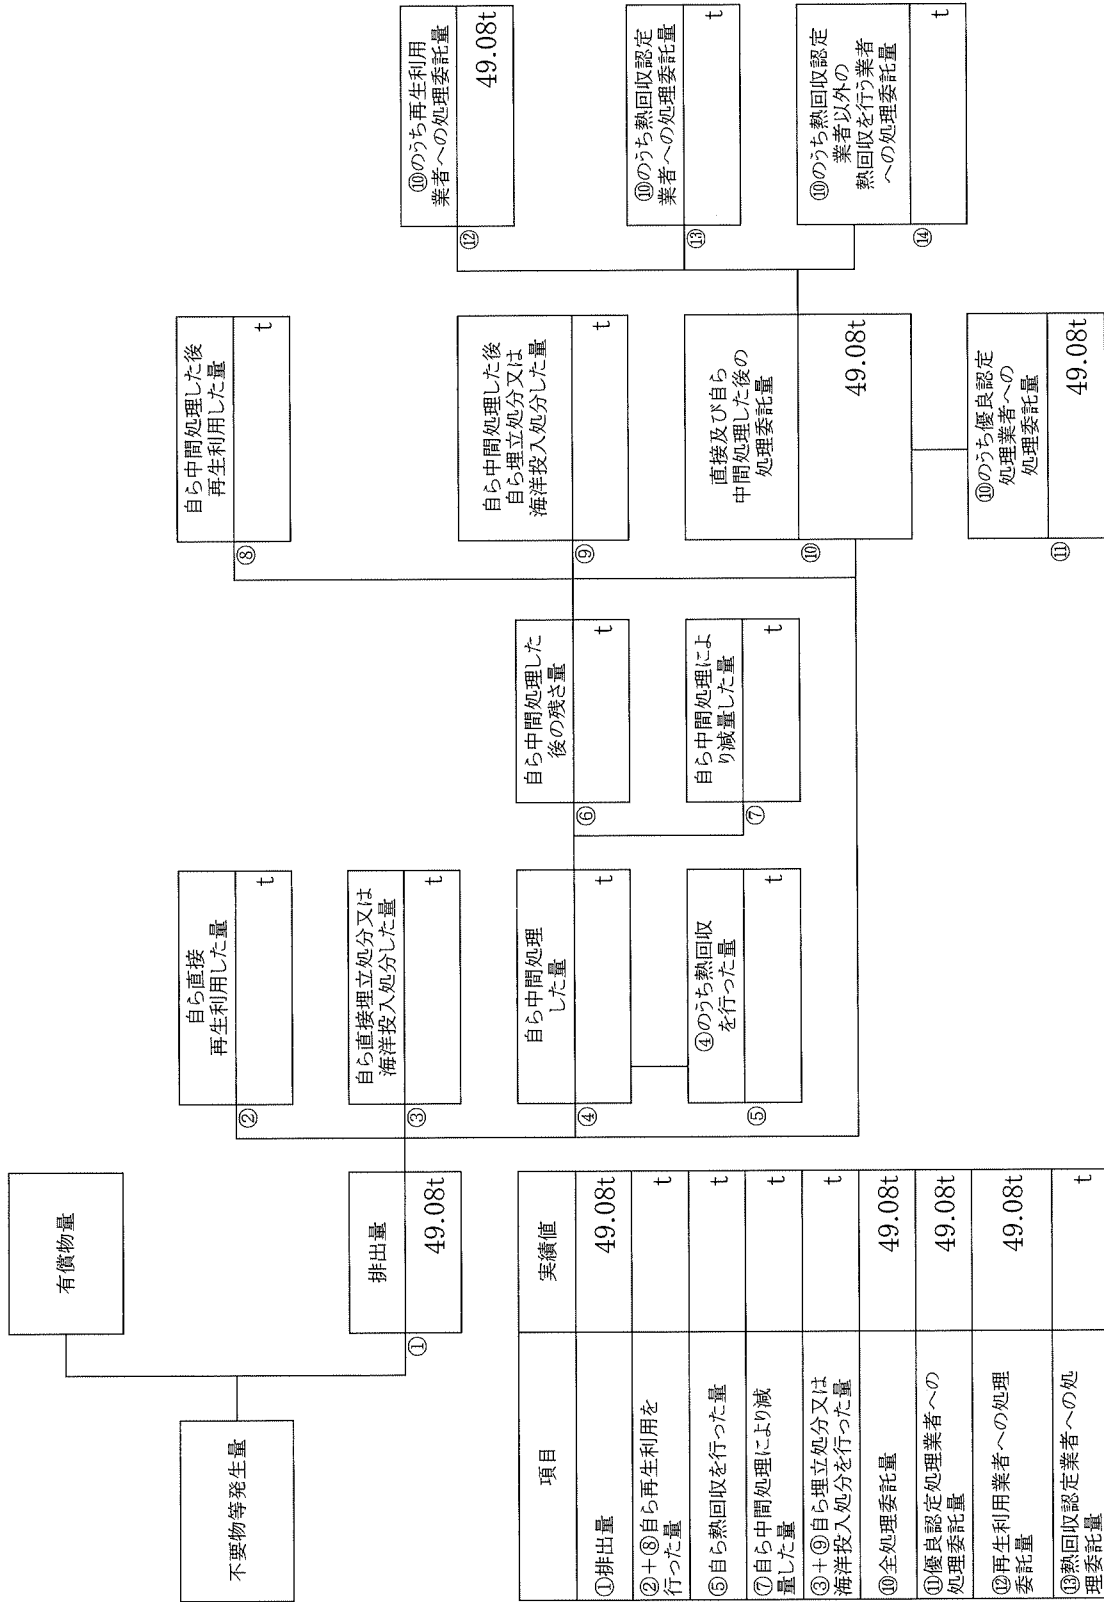 不要物等発生量
有償物量
排出量
①
49.08t
自ら直接
再生利用した量
②
t
自ら直接埋立処分又は
海洋投入処分した量
③
t
自ら中間処理
した量
④
t
④のうち熱回収
を行った量
⑤
t
自ら中間処理した
後の残さ量
⑥
t
自ら中間処理によ
り減量した量
⑦
t
自ら中間処理した後
再生利用した量
⑧
t
自ら中間処理した後
自ら埋立処分又は
海洋投入処分した量
⑨
t
直接及び自ら
中間処理した後の
処理委託量
⑩
49.08t
⑩のうち優良認定
処理業者への
処理委託量
⑪
49.08t
⑩のうち再生利用
業者への処理委託量
⑫
49.08t
⑩のうち熱回収認定
業者への処理委託量
⑬
t
⑩のうち熱回収認定
業者以外の
熱回収を行う業者
への処理委託量
⑭
t
項目 実績値
①排出量 49.08t
②+⑧自ら再生利用を
行った量 t
⑤自ら熱回収を行った量 t
⑦自ら中間処理により減
量した量 t
③+⑨自ら埋立処分又は
海洋投入処分を行った量 t
⑩全処理委託量 49.08t
⑪優良認定処理業者への
処理委託量 49.08t
⑫再生利用業者への処理
委託量 49.08t
⑬熱回収認定業者への処
理委託量 t